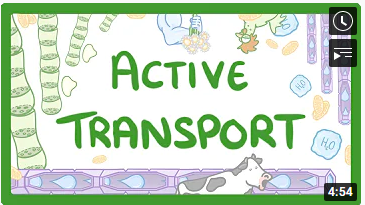 ACTIVE
TRANSPORT
H₂O
H₂O
4:54